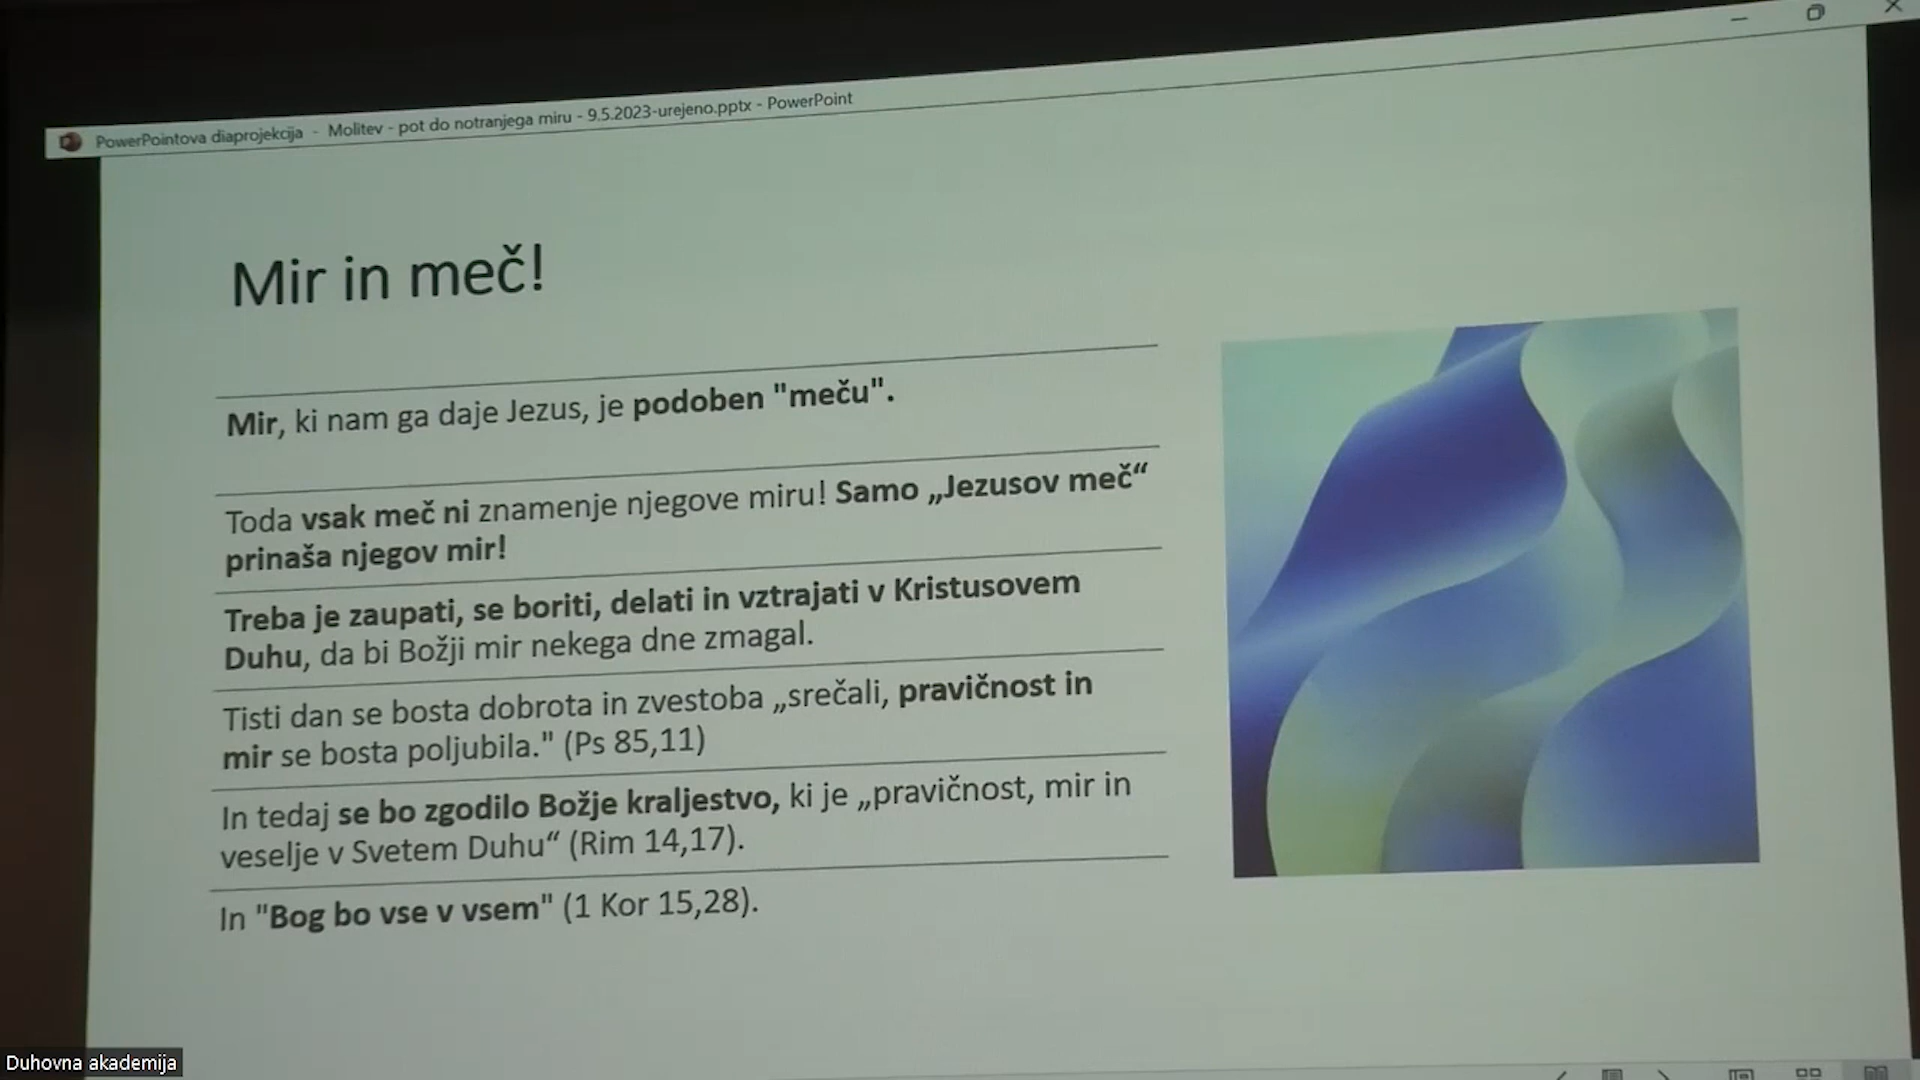 PowerPointova diaprojekcija - Molitev - pot do notranjega miru - 9.5.2023-urejeno.pptx - PowerPoint
Mir in meč!
Mir, ki nam ga daje Jezus, je podoben "meču".
Toda vsak meč ni znamenje njegove miru! Samo „Jezusov meč“
prinaša njegov mir!
Treba je zaupati, se boriti, delati in vztrajati v Kristusovem
Duhu, da bi Božji mir nekega dne zmagal.
Tisti dan se bosta dobrota in zvestoba „srečali, pravičnost in
mir se bosta poljubila." (Ps 85,11)
In tedaj se bo zgodilo Božje kraljestvo, ki je „pravičnost, mir in
veselje v Svetem Duhu“ (Rim 14,17).
In "Bog bo vse v vsem" (1 Kor 15,28).
Duhovna akademija